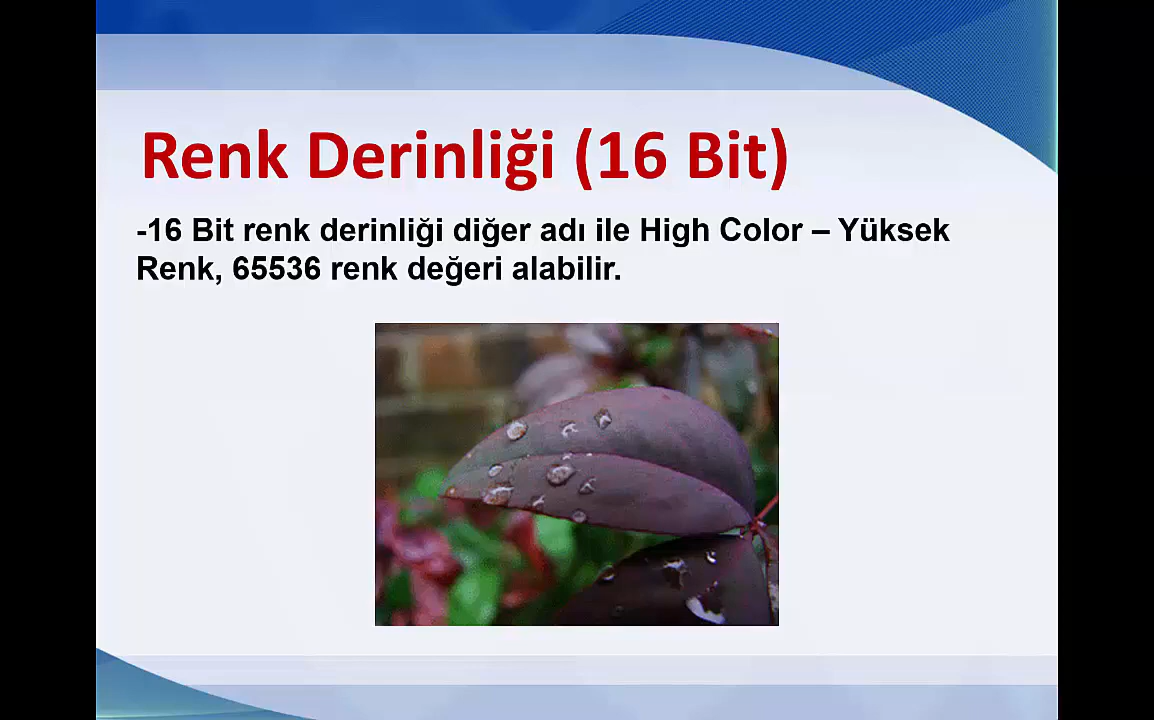 Renk Derinliği (16 Bit)
-16 Bit renk derinliği diğer adı ile High Color – Yüksek
Renk, 65536 renk değeri alabilir.